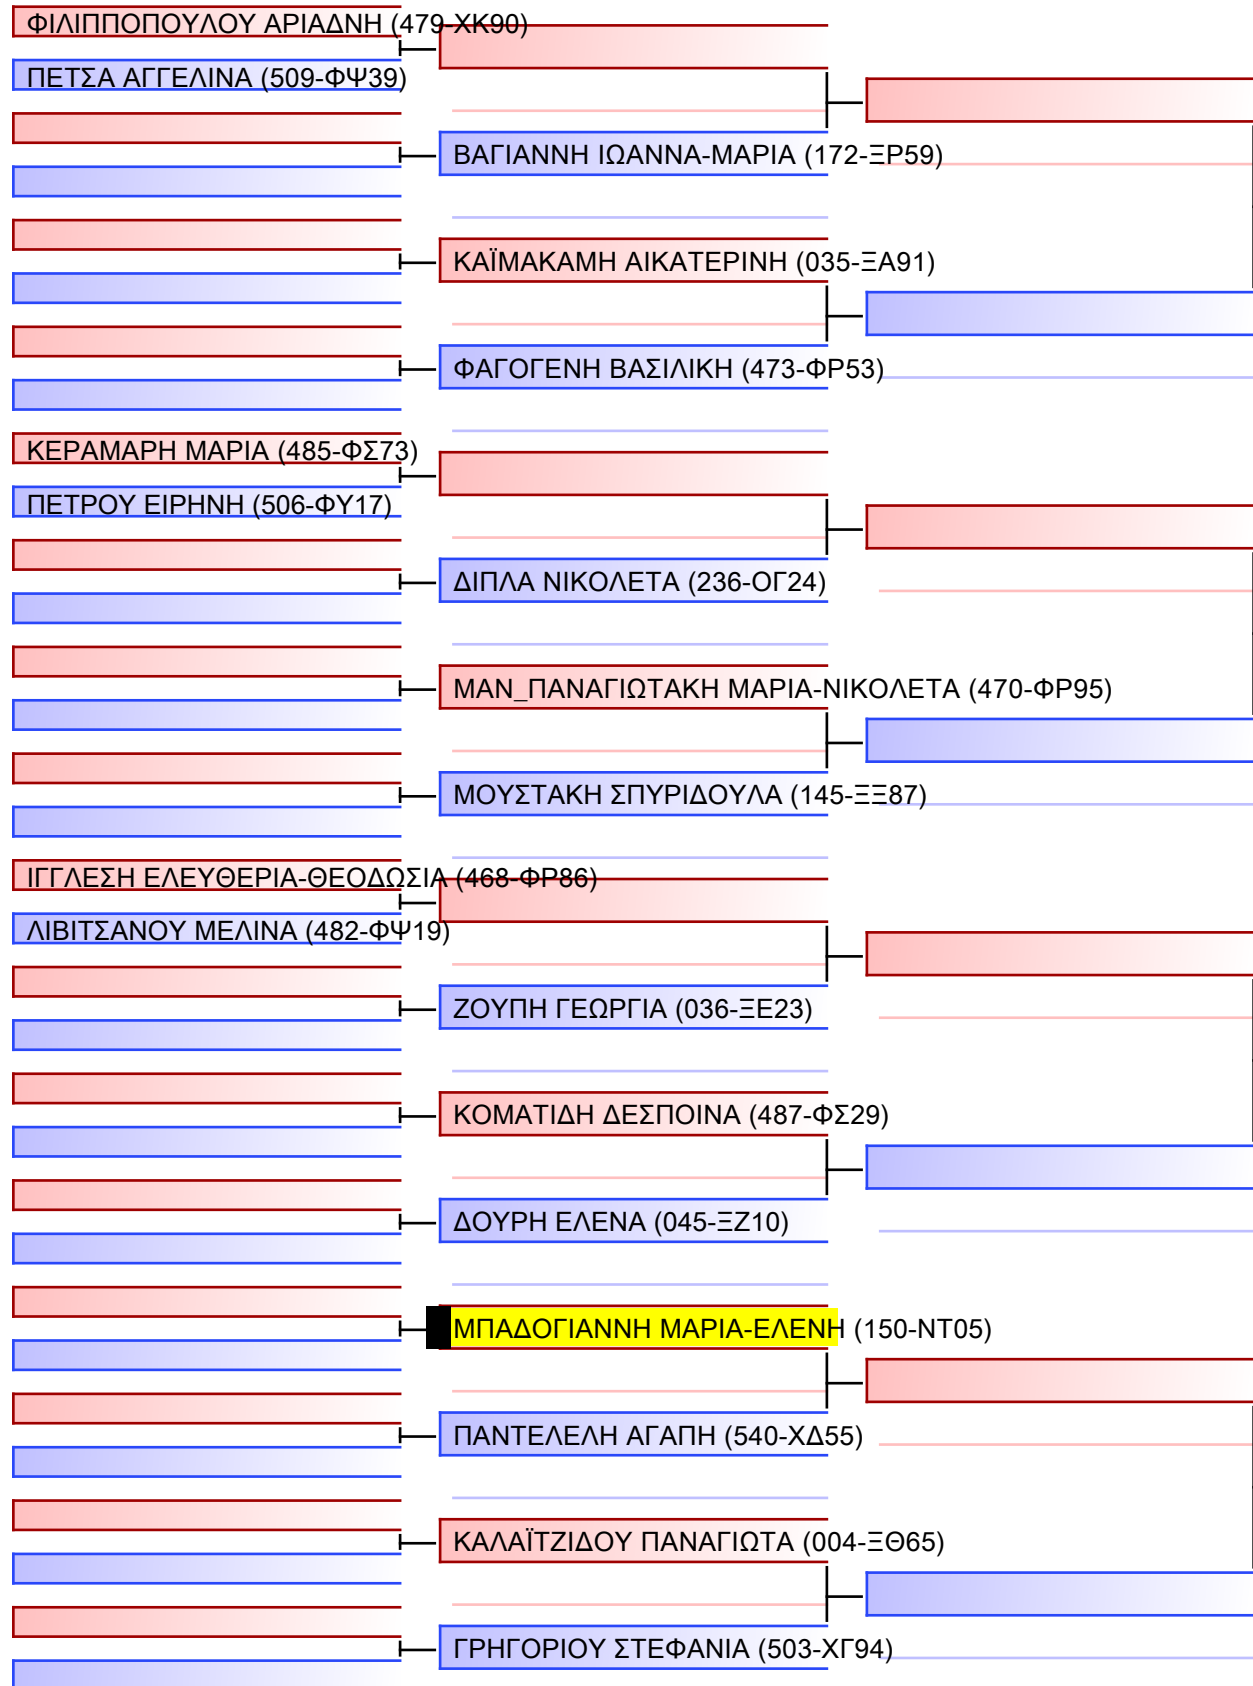 ΦΙΛΙΠΠΟΠΟΥΛΟΥ ΑΡΙΑΔΝΗ (479-ΧΚ90)
ΠΕΤΣΑ ΑΓΓΕΛΙΝΑ (509-ΦΨ39)
ΒΑΓΙΑΝΝΗ ΙΩΑΝΝΑ-ΜΑΡΙΑ (172-ΞΡ59)
ΚΑΪΜΑΚΑΜΗ ΑΙΚΑΤΕΡΙΝΗ (035-ΞΑ91)
ΦΑΓΟΓΕΝΗ ΒΑΣΙΛΙΚΗ (473-ΦΡ53)
ΚΕΡΑΜΑΡΗ ΜΑΡΙΑ (485-ΦΣ73)
ΠΕΤΡΟΥ ΕΙΡΗΝΗ (506-ΦΥ17)
ΔΙΠΛΑ ΝΙΚΟΛΕΤΑ (236-ΟΓ24)
ΜΑΝ_ΠΑΝΑΓΙΩΤΑΚΗ ΜΑΡΙΑ-ΝΙΚΟΛΕΤΑ (470-ΦΡ95)
ΜΟΥΣΤΑΚΗ ΣΠΥΡΙΔΟΥΛΑ (145-ΞΞ87)
ΙΓΓΛΕΣΗ ΕΛΕΥΘΕΡΙΑ-ΘΕΟΔΩΣΙΑ (468-ΦΡ86)
ΛΙΒΙΤΣΑΝΟΥ ΜΕΛΙΝΑ (482-ΦΨ19)
ΖΟΥΠΗ ΓΕΩΡΓΙΑ (036-ΞΕ23)
ΚΟΜΑΤΙΔΗ ΔΕΣΠΟΙΝΑ (487-ΦΣ29)
ΔΟΥΡΗ ΕΛΕΝΑ (045-ΞΖ10)
ΜΠΑΔΟΓΙΑΝΝΗ ΜΑΡΙΑ-ΕΛΕΝΗ (150-ΝΤ05)
ΠΑΝΤΕΛΕΛΗ ΑΓΑΠΗ (540-ΧΔ55)
ΚΑΛΑΪΤΖΙΔΟΥ ΠΑΝΑΓΙΩΤΑ (004-ΞΘ65)
ΓΡΗΓΟΡΙΟΥ ΣΤΕΦΑΝΙΑ (503-ΧΓ94)